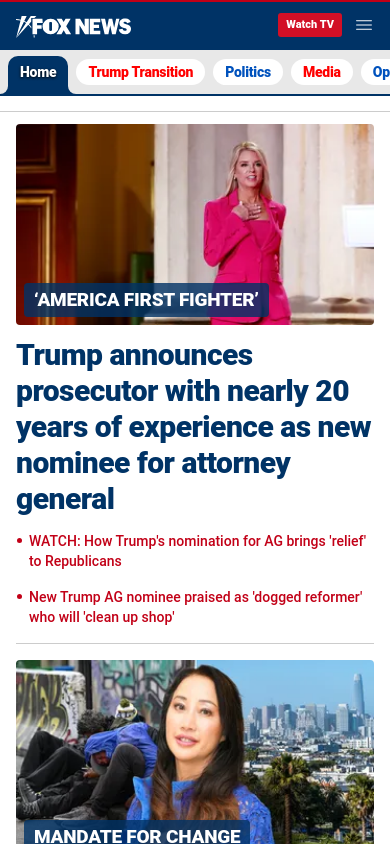 FOX NEWS
Watch TV
Home
Trump Transition
Politics
Media
Op
‘AMERICA FIRST FIGHTER’
Trump announces
prosecutor with nearly 20
years of experience as new
nominee for attorney
general
• WATCH: How Trump's nomination for AG brings 'relief'
to Republicans
• New Trump AG nominee praised as 'dogged reformer'
who will 'clean up shop'
MANDATE FOR CHANGE